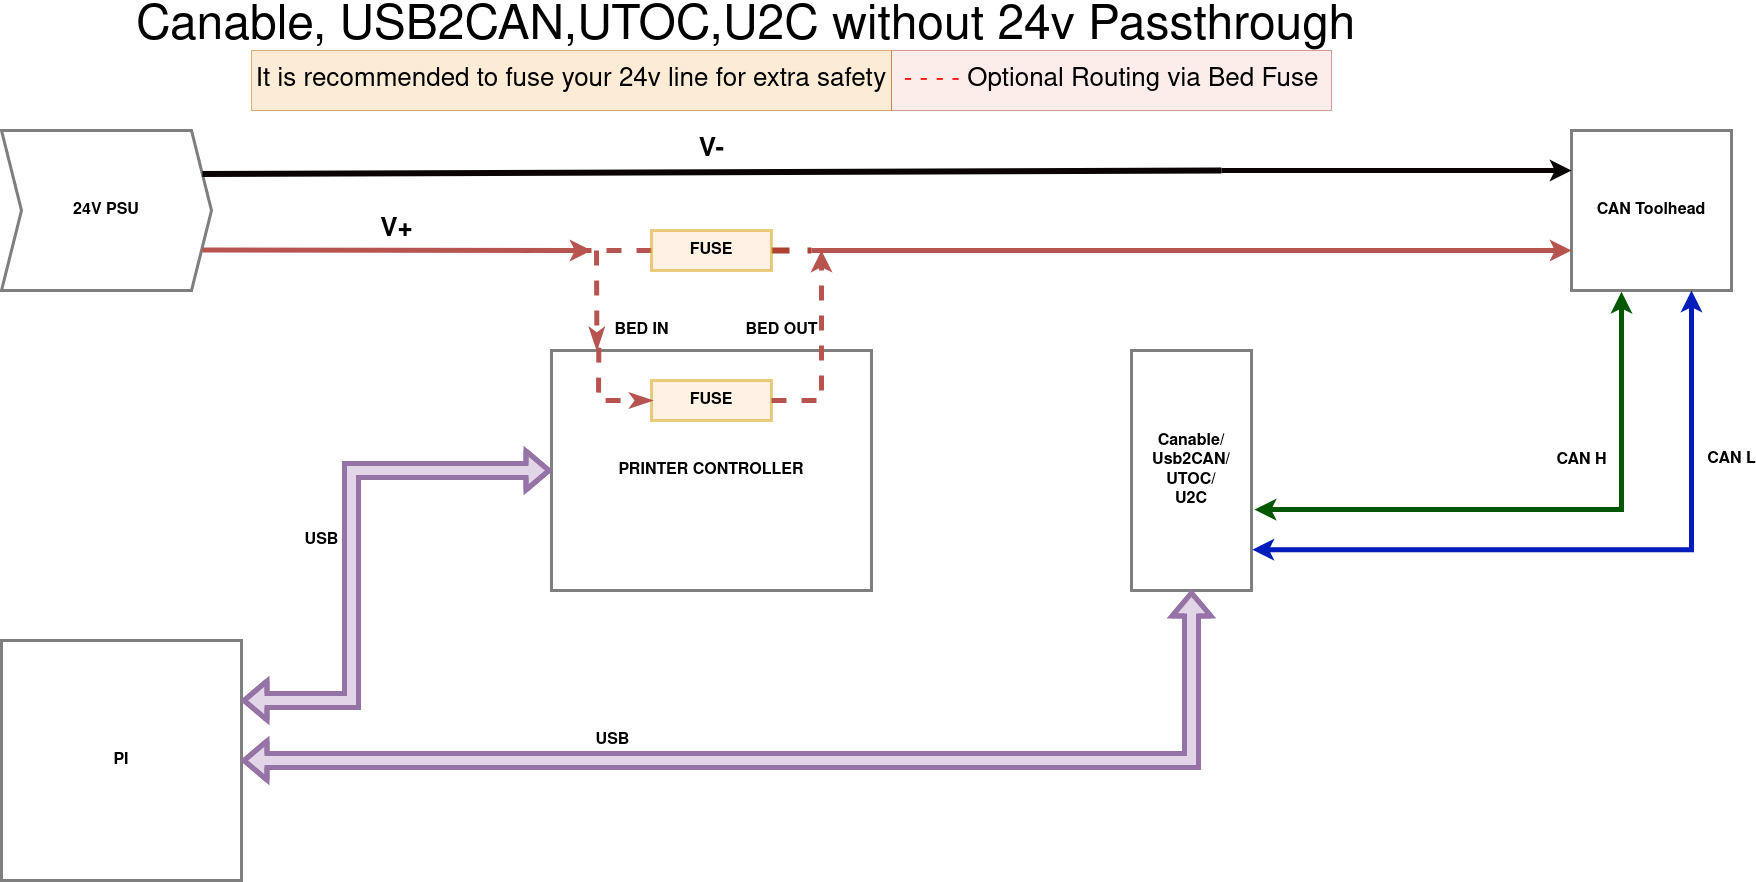 Canable, USB2CAN,UTOC,U2C without 24v Passthrough
It is recommended to fuse your 24v line for extra safety
- - - - Optional Routing via Bed Fuse
V-
24V PSU
CAN Toolhead
V+
FUSE
BED IN
BED OUT
FUSE
PRINTER CONTROLLER
Canable/
Usb2CAN/
UTOC/
U2C
CAN H
CAN L
USB
USB
PI